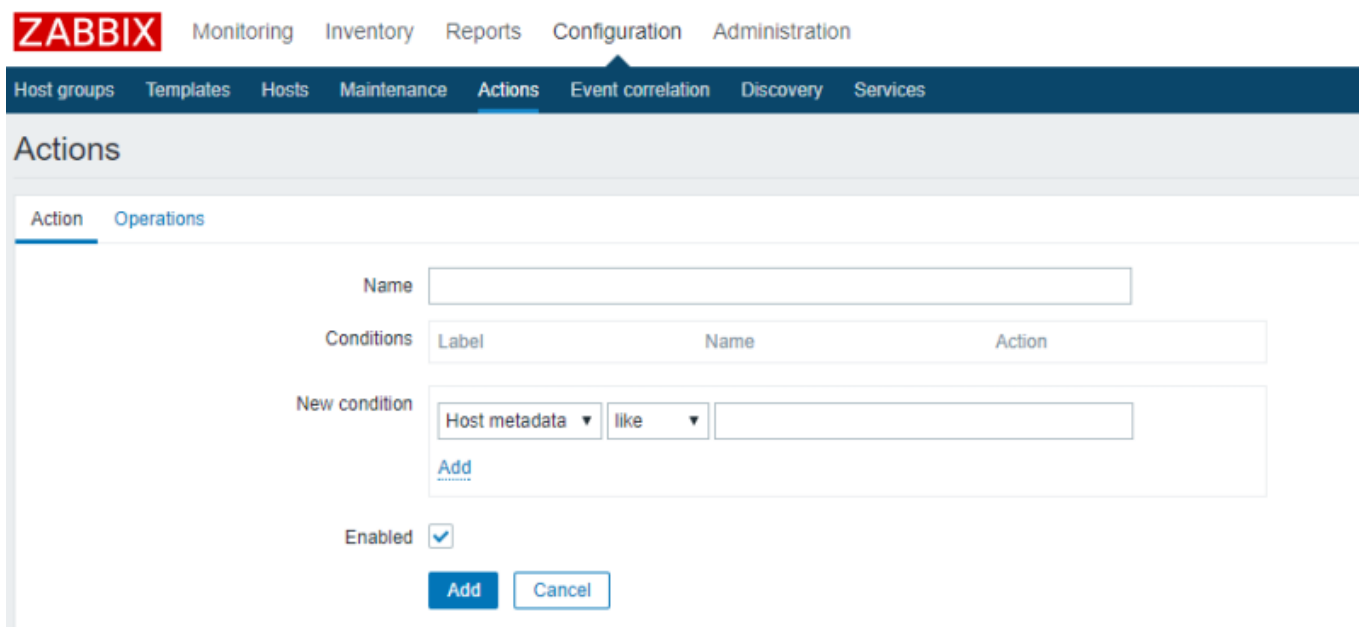 ZABBIX Monitoring Inventory Reports Configuration Administration
Host groups Templates Hosts Maintenance Actions Event correlation Discovery Services
Actions
Action Operations
Name
Conditions Label Name Action
New condition Host metadata like
Add
Enabled
Add Cancel